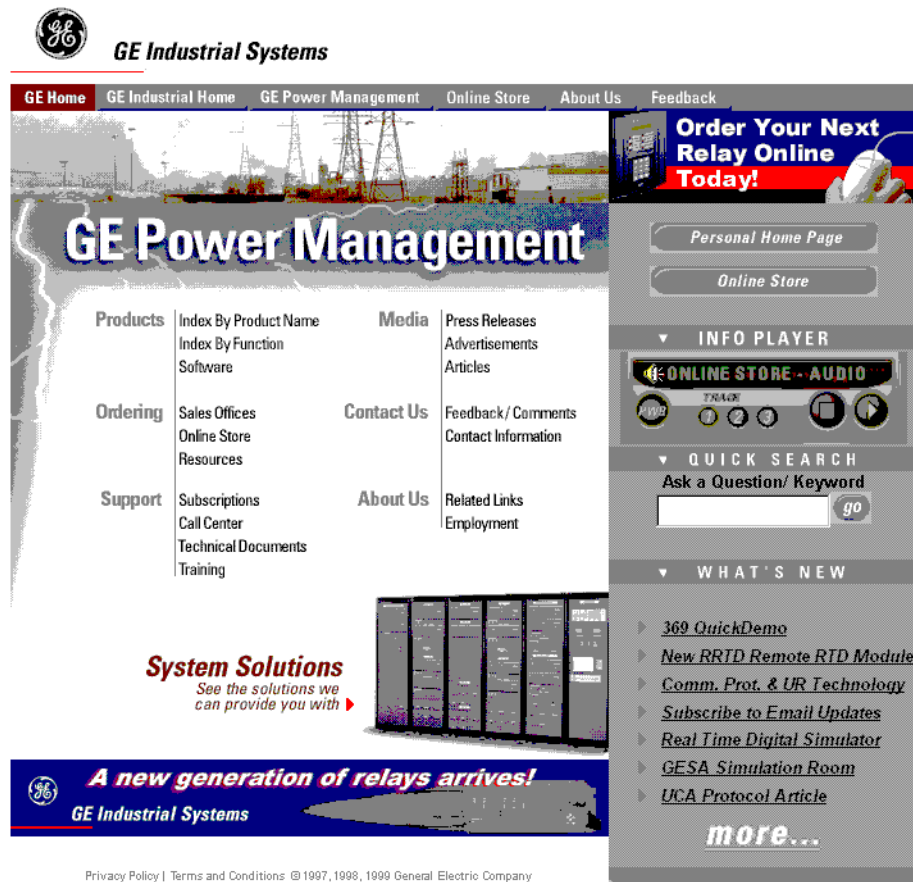 GE
GE Industrial Systems
GE Home GE Industrial Home GE Power Management Online Store About Us Feedback
Order Your Next
Relay Online
Today!
GE Power Management
Personal Home Page
Online Store
Products
Index By Product Name
Index By Function
Software
Media
Press Releases
Advertisements
Articles
Ordering
Sales Offices
Online Store
Resources
Contact Us
Feedback / Comments
Contact Information
Support
Subscriptions
Call Center
Technical Documents
Training
About Us
Related Links
Employment
INFO PLAYER
ONLINE STORE - AUDIO
TRACK
PWR 1 2 3
QUICK SEARCH
Ask a Question/ Keyword
go
WHAT'S NEW
369 QuickDemo
New RRTD Remote RTD Module
Comm. Prot. & UR Technology
Subscribe to Email Updates
Real Time Digital Simulator
GESA Simulation Room
UCA Protocol Article
more...
System Solutions
See the solutions we
can provide you with
GE
A new generation of relays arrives!
GE Industrial Systems
Privacy Policy | Terms and Conditions @ 1997, 1998, 1999 General Electric Company